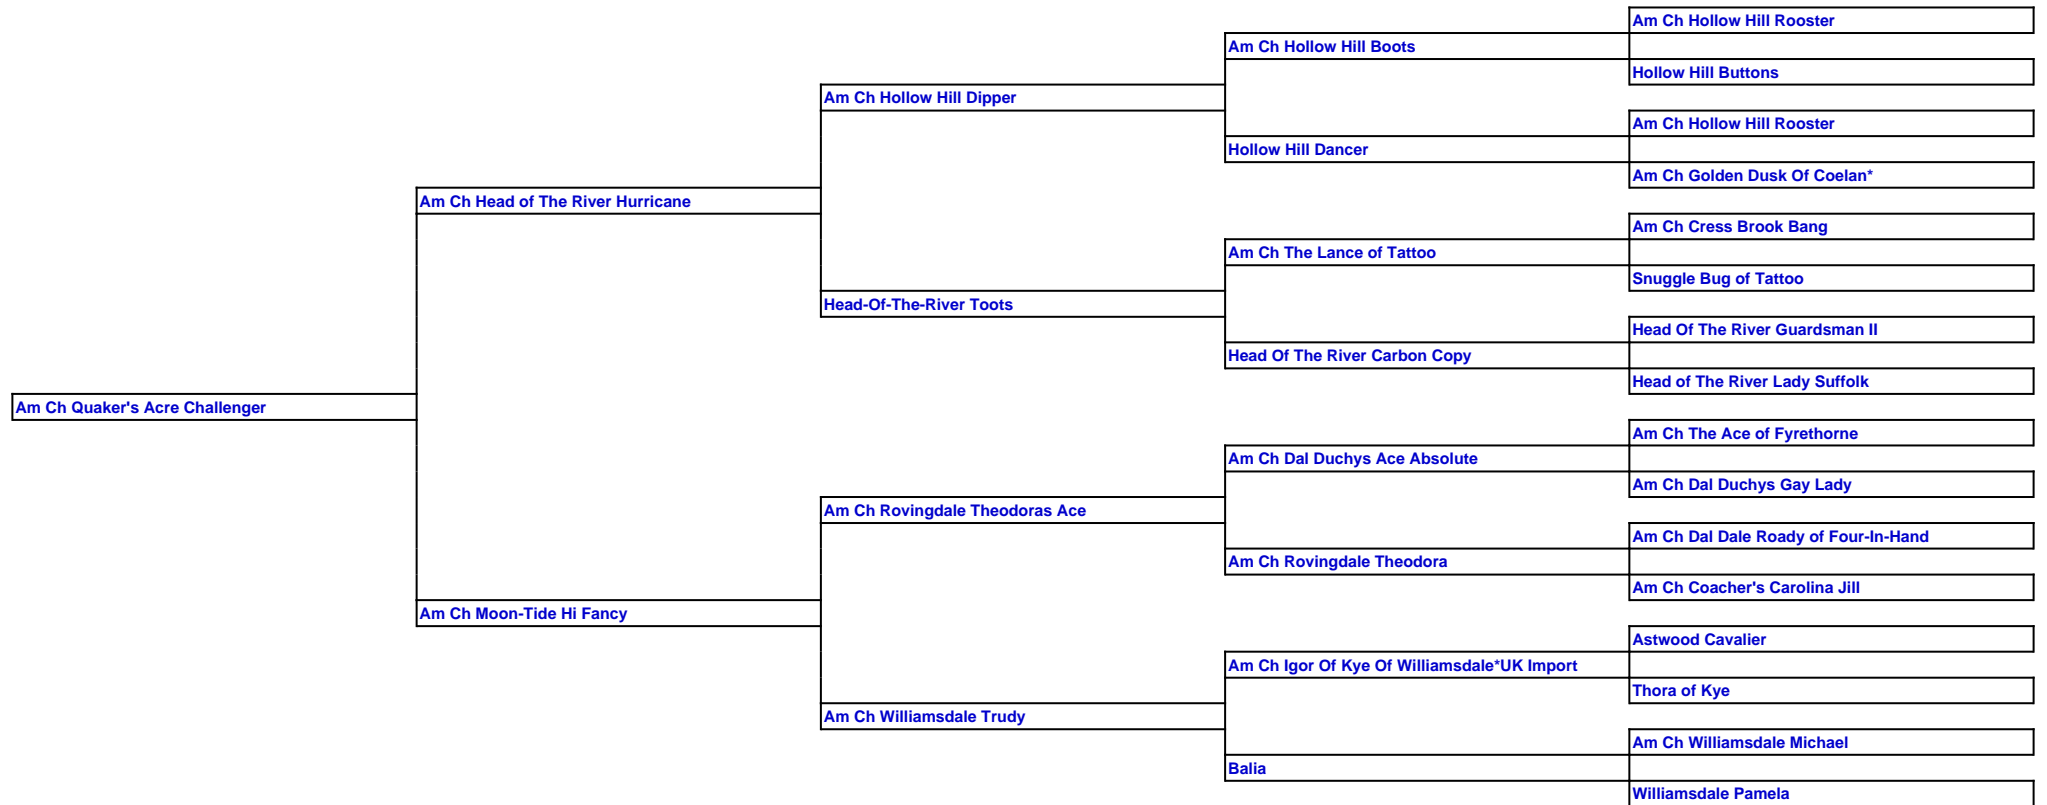 Am Ch Hollow Hill Rooster
Am Ch Hollow Hill Boots
Hollow Hill Buttons
Am Ch Hollow Hill Dipper
Am Ch Hollow Hill Rooster
Hollow Hill Dancer
Am Ch Golden Dusk Of Coelan*
Am Ch Head of The River Hurricane
Am Ch Cress Brook Bang
Am Ch The Lance of Tattoo
Snuggle Bug of Tattoo
Head-Of-The-River Toots
Head Of The River Guardsman II
Head Of The River Carbon Copy
Head of The River Lady Suffolk
Am Ch Quaker's Acre Challenger
Am Ch The Ace of Fyrethorne
Am Ch Dal Duchys Ace Absolute
Am Ch Dal Duchys Gay Lady
Am Ch Rovingdale Theodoras Ace
Am Ch Dal Dale Roady of Four-In-Hand
Am Ch Rovingdale Theodora
Am Ch Coacher's Carolina Jill
Am Ch Moon-Tide Hi Fancy
Astwood Cavalier
Am Ch Igor Of Kye Of Williamsdale*UK Import
Thora of Kye
Am Ch Williamsdale Trudy
Am Ch Williamsdale Michael
Balia
Williamsdale Pamela